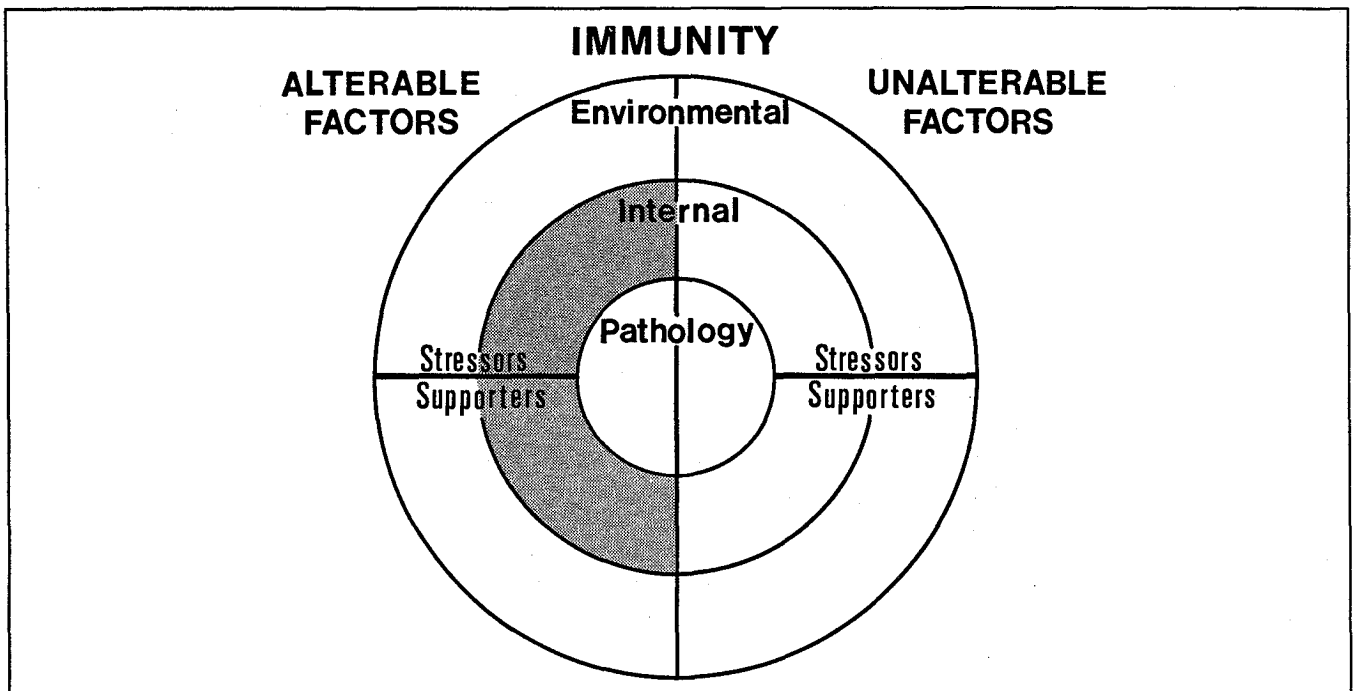 IMMUNITY
ALTERABLE
FACTORS
UNALTERABLE
FACTORS
Environmental
Internal
Pathology
Stressors
Supporters
Stressors
Supporters